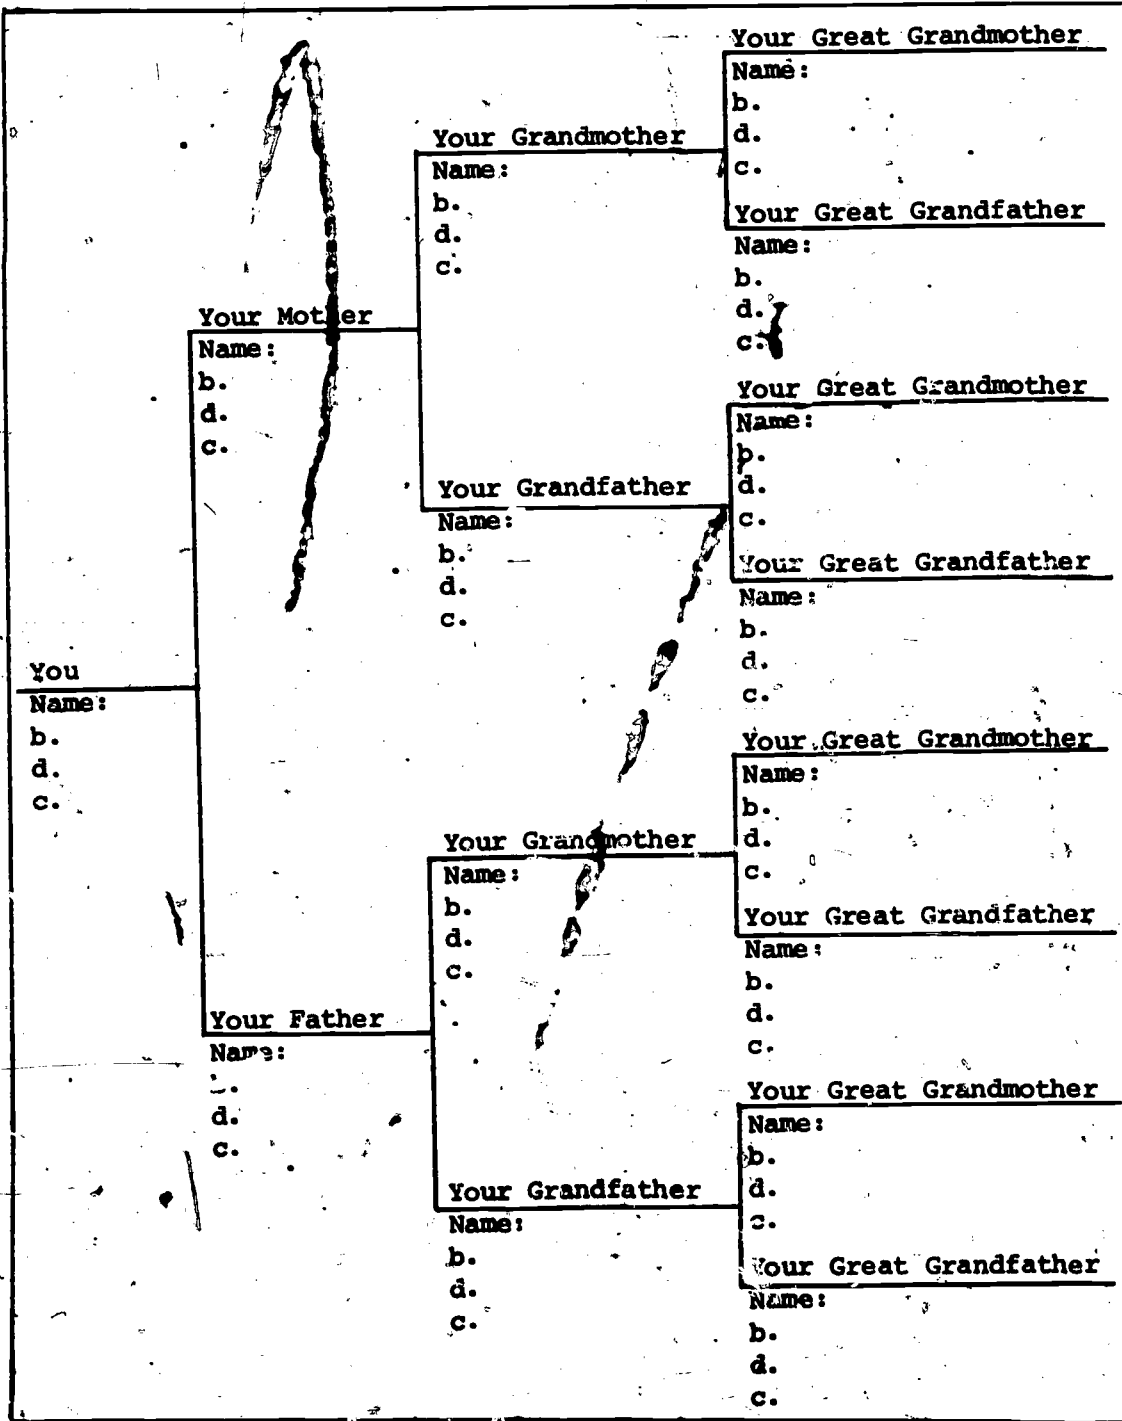 Your Great Grandmother
Name:
b.
d.
c.
Your Grandmother
Name:
b.
d.
c.
Your Great Grandfather
Name:
b.
d.
c.
Your Mother
Name:
b.
d.
c.
Your Great Grandmother
Name:
b.
d.
c.
Your Grandfather
Name:
b.
d.
c.
Your Great Grandfather
Name:
b.
d.
c.
You
Name:
b.
d.
c.
Your Great Grandmother
Name:
b.
d.
c.
Your Grandmother
Name:
b.
d.
c.
Your Great Grandfather
Name:
b.
d.
c.
Your Father
Name:
d.
c.
Your Great Grandmother
Name:
b.
d.
c.
Your Grandfather
Name:
b.
d.
c.
Your Great Grandfather
Name:
b.
d.
c.